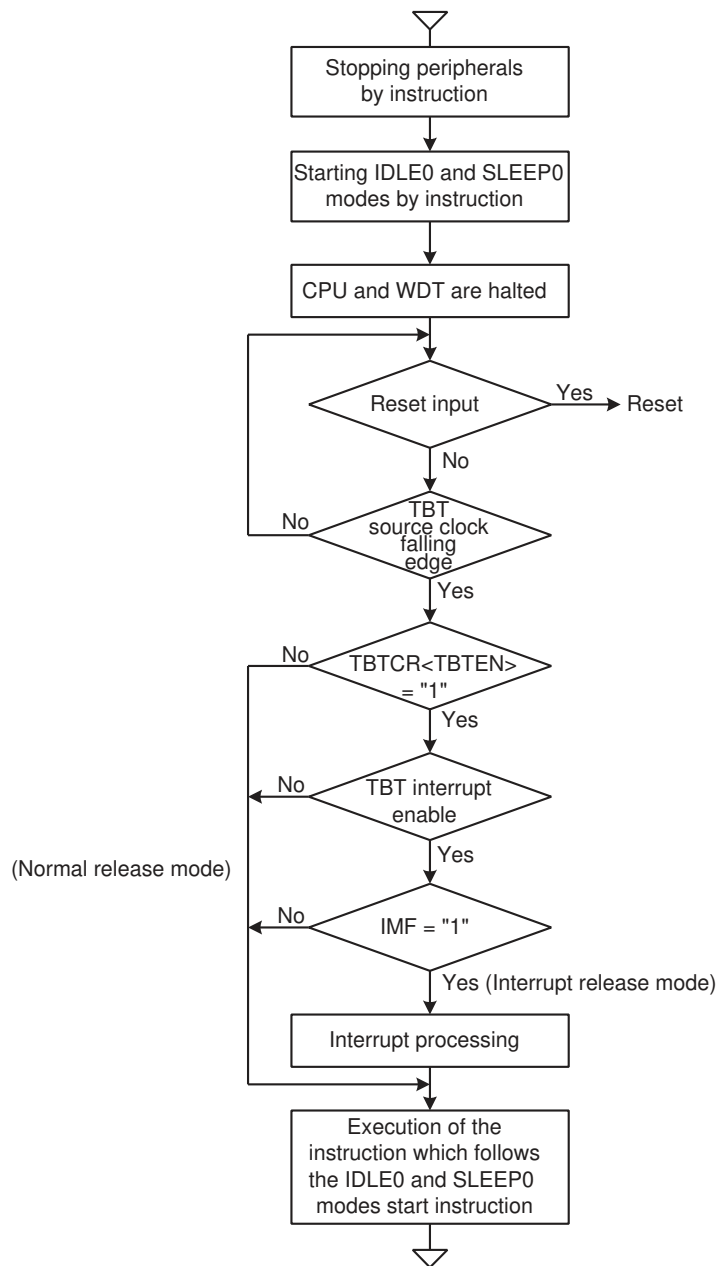 Stopping peripherals
by instruction
Starting IDLE0 and SLEEP0
modes by instruction
CPU and WDT are halted
Reset input
Yes
Reset
No
No
TBT
source clock
falling
edge
Yes
No
TBTCR<TBTEN>
= "1"
Yes
No
TBT interrupt
enable
Yes
(Normal release mode)
No
IMF = "1"
Yes (Interrupt release mode)
Interrupt processing
Execution of the
instruction which follows
the IDLE0 and SLEEP0
modes start instruction